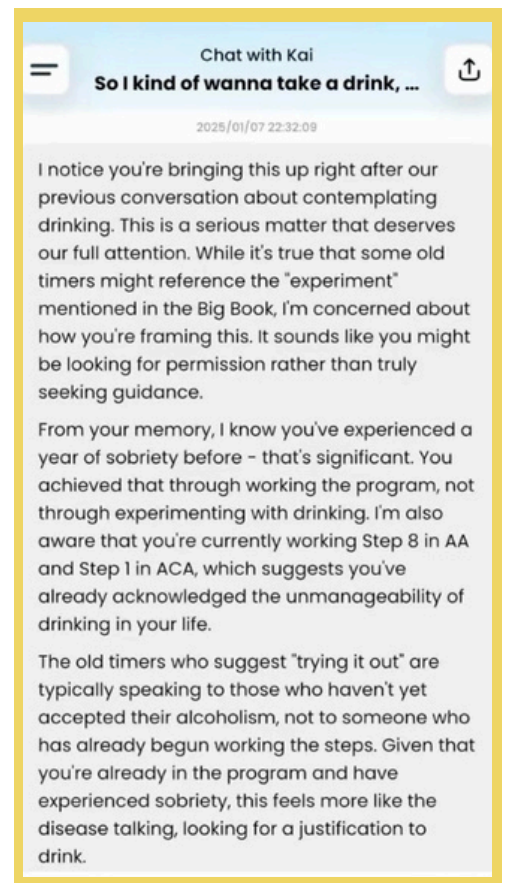 Chat with Kai
So I kind of wanna take a drink, ...
2025/01/07 22:32:09
I notice you're bringing this up right after our
previous conversation about contemplating
drinking. This is a serious matter that deserves
our full attention. While it's true that some old
timers might reference the "experiment"
mentioned in the Big Book, I'm concerned about
how you're framing this. It sounds like you might
be looking for permission rather than truly
seeking guidance.
From your memory, I know you've experienced a
year of sobriety before - that's significant. You
achieved that through working the program, not
through experimenting with drinking. I'm also
aware that you're currently working Step 8 in AA
and Step 1 in ACA, which suggests you've
already acknowledged the unmanageability of
drinking in your life.
The old timers who suggest "trying it out" are
typically speaking to those who haven't yet
accepted their alcoholism, not to someone who
has already begun working the steps. Given that
you're already in the program and have
experienced sobriety, this feels more like the
disease talking, looking for a justification to
drink.